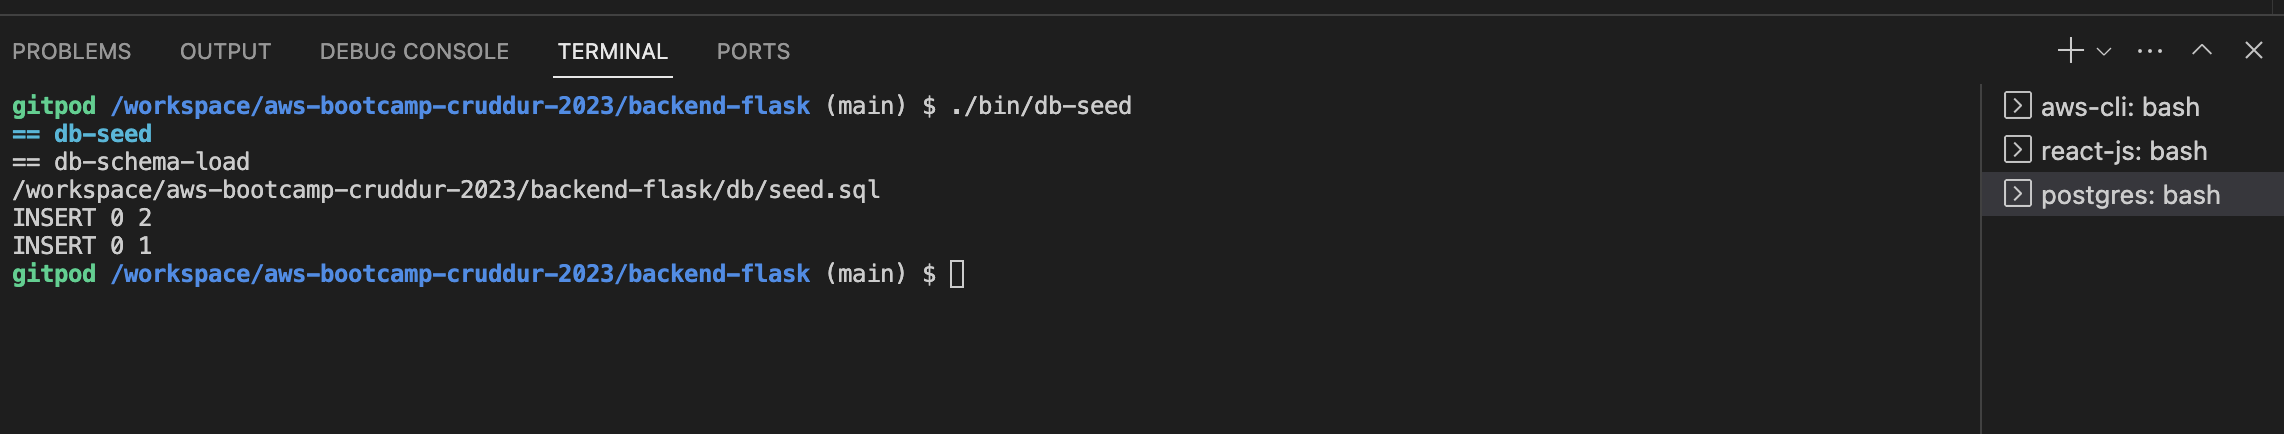 PROBLEMS OUTPUT DEBUG CONSOLE TERMINAL PORTS
gitpod /workspace/aws-bootcamp-cruddur-2023/backend-flask (main) $ ./bin/db-seed
== db-seed
== db-schema-load
/workspace/aws-bootcamp-cruddur-2023/backend-flask/db/seed.sql
INSERT 0 2
INSERT 0 1
gitpod /workspace/aws-bootcamp-cruddur-2023/backend-flask (main) $
aws-cli: bash
react-js: bash
postgres: bash